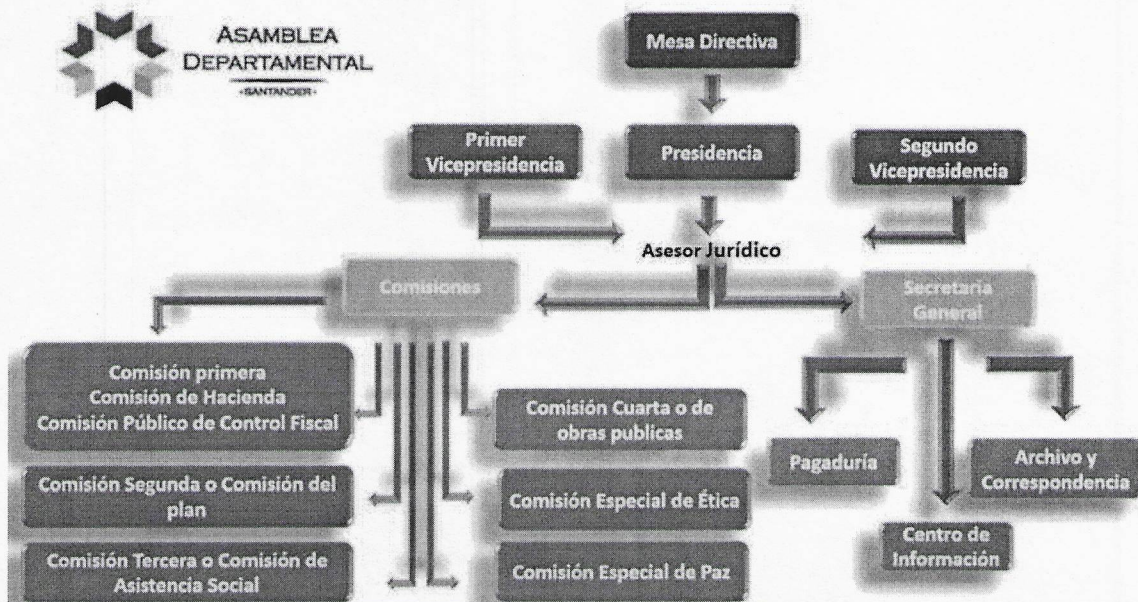 ASAMBLEA
DEPARTAMENTAL
-SANTANDER-
Mesa Directiva
Primer
Vicepresidencia
Presidencia
Segundo
Vicepresidencia
Asesor Jurídico
Comisiones
Secretaria
General
Comisión primera
Comisión de Hacienda
Comisión Público de Control Fiscal
Comisión Cuarta o de
obras publicas
Pagaduría
Archivo y
Correspondencia
Comisión Segunda o Comisión del
plan
Comisión Especial de Ética
Centro de
Información
Comisión Tercera o Comisión de
Asistencia Social
Comisión Especial de Paz